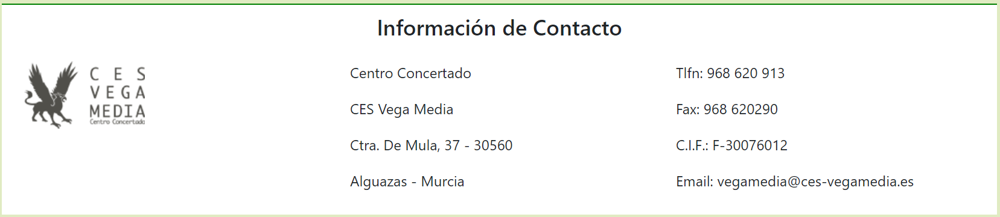 Información de Contacto
CES
VEGA
MEDIA
Centro Concertado
Centro Concertado
CES Vega Media
Ctra. De Mula, 37 - 30560
Alguazas - Murcia
Tlfn: 968 620 913
Fax: 968 620290
C.I.F.: F-30076012
Email: vegamedia@ces-vegamedia.es